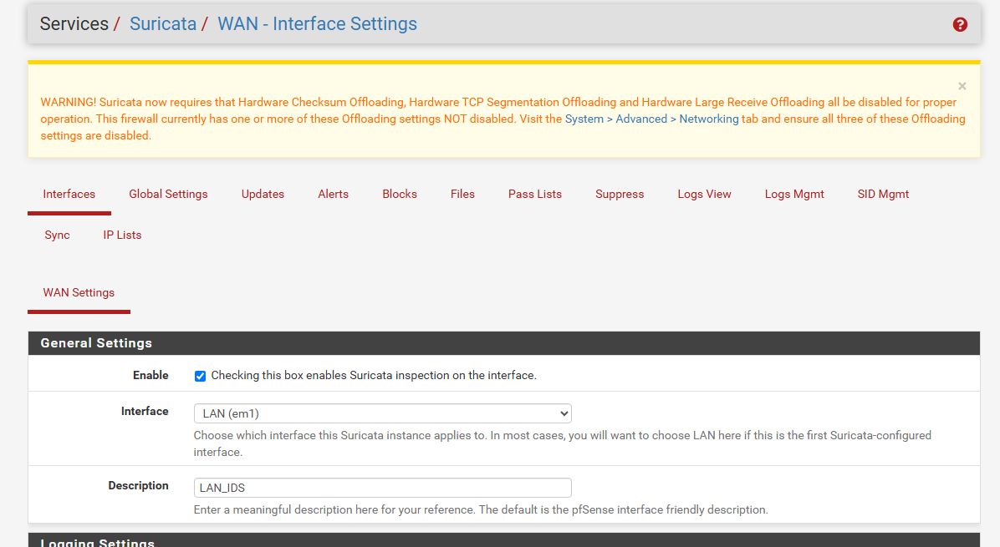 Services / Suricata / WAN - Interface Settings
WARNING! Suricata now requires that Hardware Checksum Offloading, Hardware TCP Segmentation Offloading and Hardware Large Receive Offloading all be disabled for proper
operation. This firewall currently has one or more of these Offloading settings NOT disabled. Visit the System > Advanced > Networking tab and ensure all three of these Offloading
settings are disabled.
Interfaces Global Settings Updates Alerts Blocks Files Pass Lists Suppress Logs View Logs Mgmt SID Mgmt
Sync IP Lists
WAN Settings
General Settings
Enable Checking this box enables Suricata inspection on the interface.
Interface LAN (em1)
Choose which interface this Suricata instance applies to. In most cases, you will want to choose LAN here if this is the first Suricata-configured
interface.
Description LAN_IDS
Enter a meaningful description here for your reference. The default is the pfSense interface friendly description.
Logging Settings